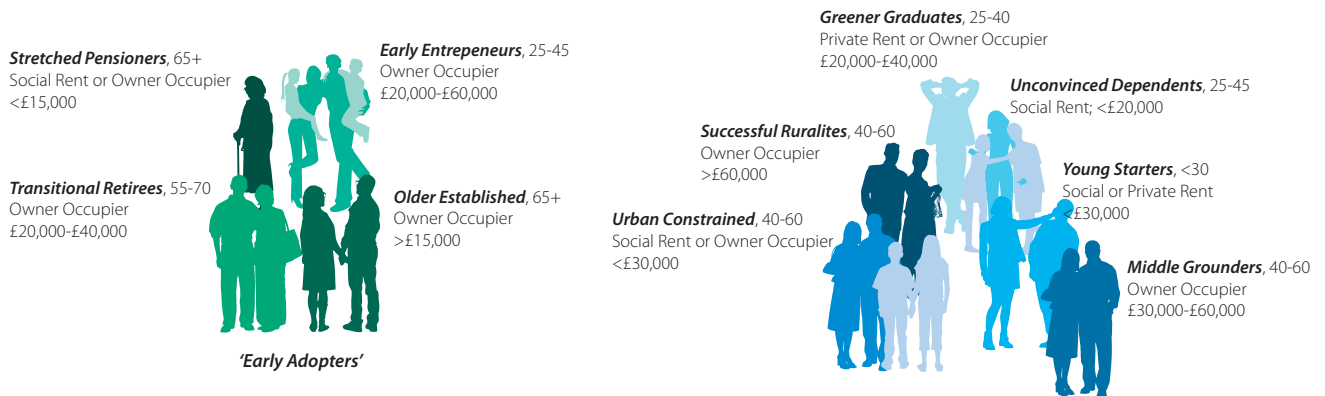 Stretched Pensioners, 65+
Social Rent or Owner Occupier
<£15,000
Early Entrepeneurs, 25-45
Owner Occupier
£20,000-£60,000
Transitional Retirees, 55-70
Owner Occupier
£20,000-£40,000
Older Established, 65+
Owner Occupier
>£15,000
'Early Adopters'
Greener Graduates, 25-40
Private Rent or Owner Occupier
£20,000-£40,000
Unconvinced Dependents, 25-45
Social Rent; <£20,000
Successful Ruralites, 40-60
Owner Occupier
>£60,000
Young Starters, <30
Social or Private Rent
<£30,000
Urban Constrained, 40-60
Social Rent or Owner Occupier
<£30,000
Middle Grounders, 40-60
Owner Occupier
£30,000-£60,000